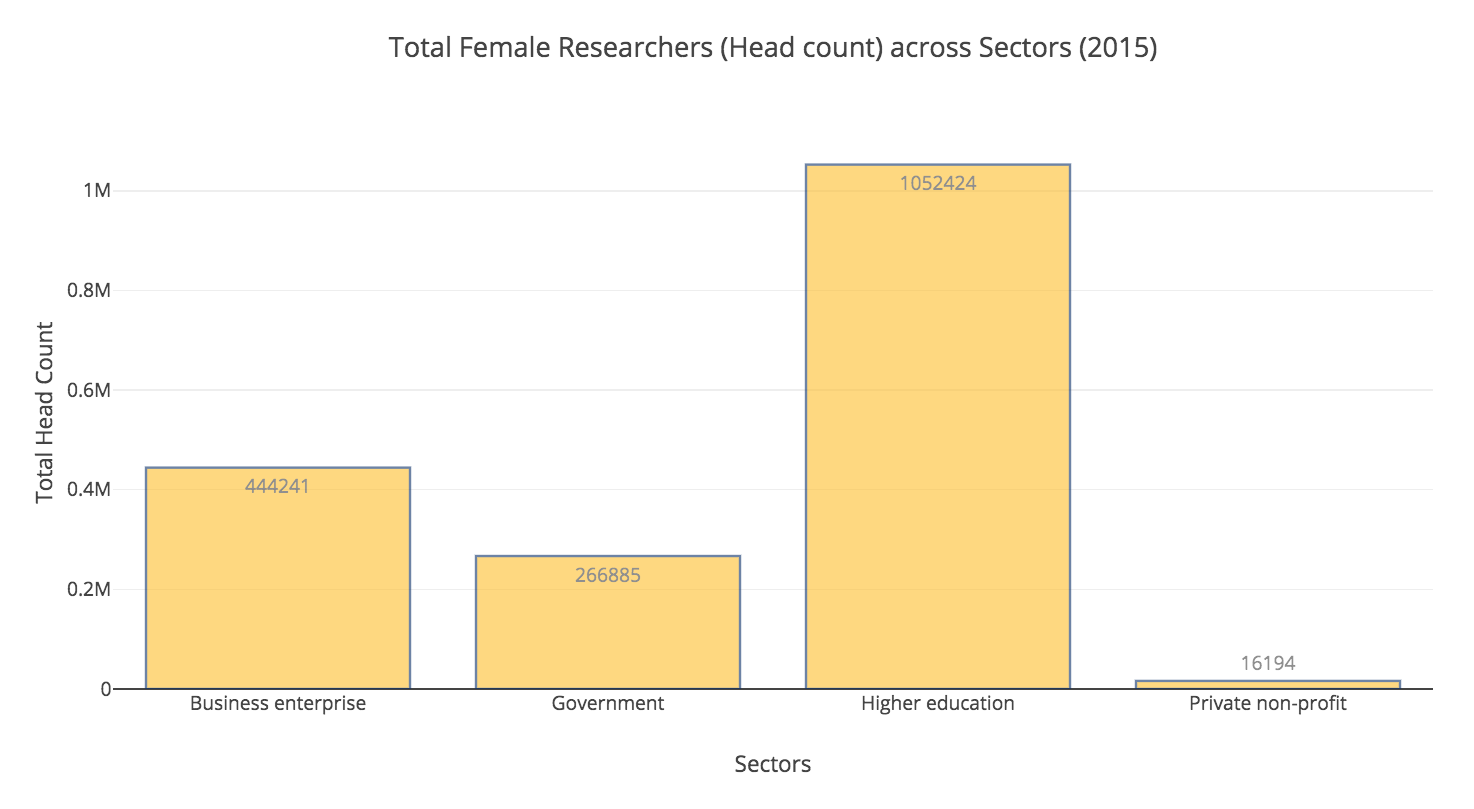 Total Female Researchers (Head count) across Sectors (2015)
Total Head Count
1M
0.8M
0.6M
0.4M
0.2M
0
444241
266885
1052424
16194
Business enterprise
Government
Higher education
Private non-profit
Sectors